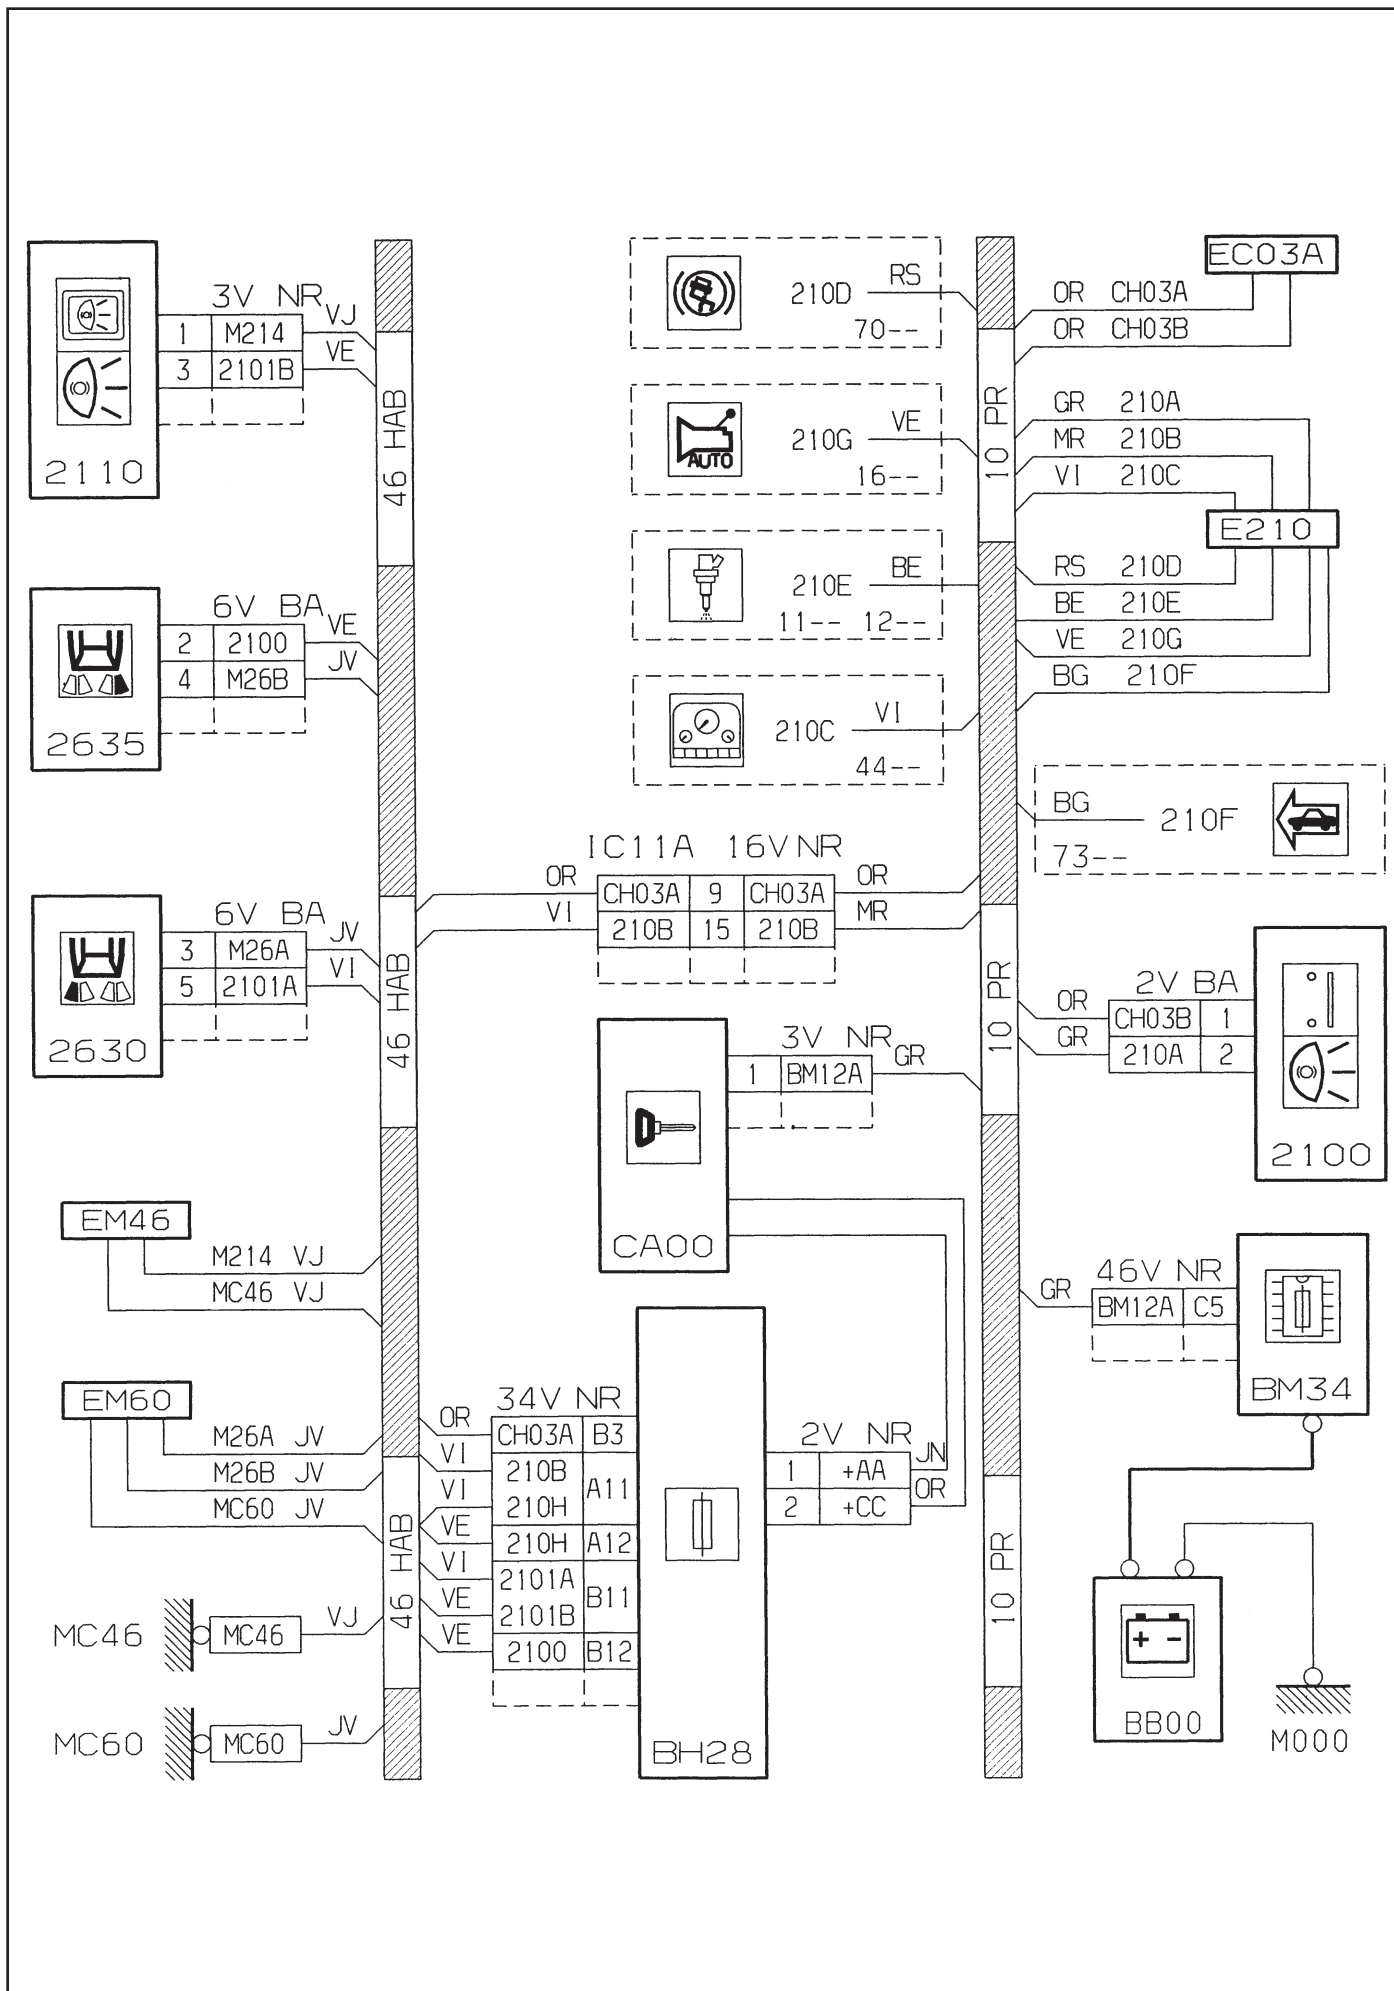 EC03A
RS
210D
70--
OR CH03A
OR CH03B
3V NR
VJ
1 M214
VE
3 2101B
2110
46 HAB
VE
210G
AUTO
16--
10 PR
GR 210A
MR 210B
VI 210C
E210
BE
210E
11-- 12--
RS 210D
BE 210E
VE 210G
BG 210F
6V BA
VE
2 2100
JV
4 M26B
2635
VI
210C
44--
BG
210F
73--
IC11A 16V NR
OR CH03A 9 CH03A OR
VI 210B 15 210B MR
6V BA
JV
3 M26A
VI
5 2101A
2630
46 HAB
10 PR
2V BA
OR CH03B 1
GR 210A 2
2100
3V NR
GR
1 BM12A
CA00
EM46
M214 VJ
MC46 VJ
46V NR
GR BM12A C5
BM34
EM60
M26A JV
M26B JV
MC60 JV
34V NR
OR CH03A B3
VI 210B
A11
VI 210H
VE 210H A12
VI 2101A
B11
VE 2101B
VE 2100 B12
BH28
2V NR
JN
1 +AA
OR
2 +CC
46 HAB
10 PR
MC46 MC46 VJ
MC60 MC60 JV
+ -
BB00
M000